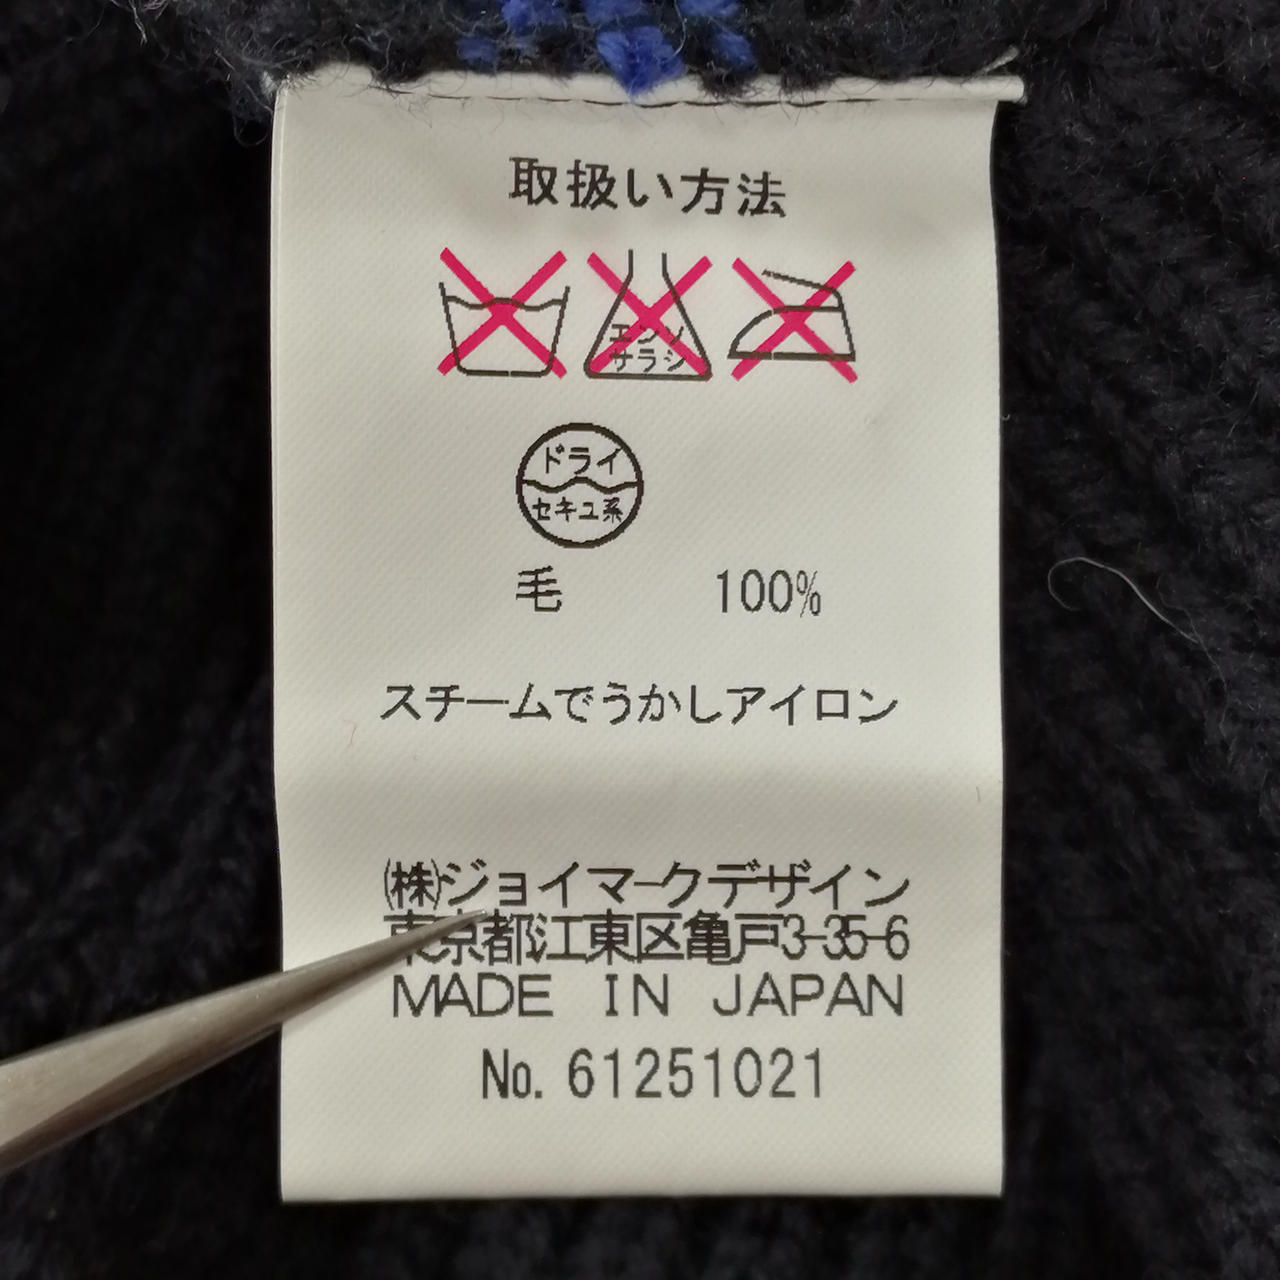 取扱い方法
エンソ
サラシ
ドライ
セキユ系
毛 100%
スチームでうかしアイロン
㈱ジョイマークデザイン
東京都江東区亀戸3-35-6
MADE IN JAPAN
No. 61251021